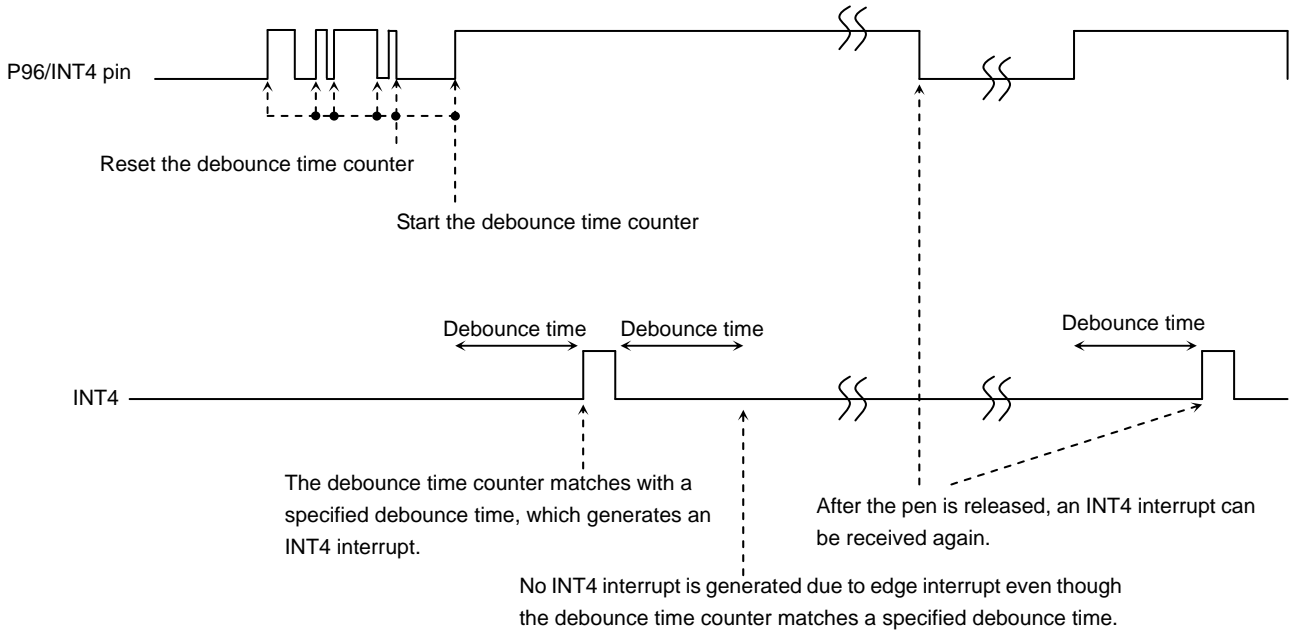 P96/INT4 pin
Reset the debounce time counter
Start the debounce time counter
Debounce time
Debounce time
Debounce time
INT4
The debounce time counter matches with a
specified debounce time, which generates an
INT4 interrupt.
After the pen is released, an INT4 interrupt can
be received again.
No INT4 interrupt is generated due to edge interrupt even though
the debounce time counter matches a specified debounce time.